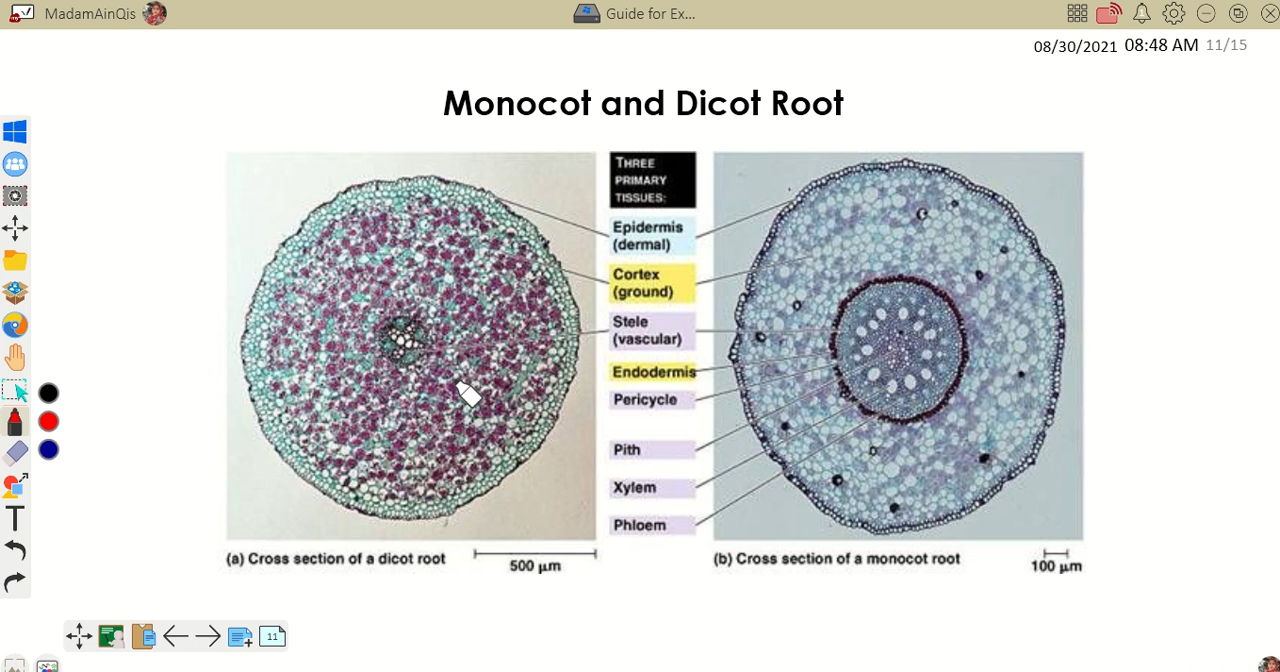 MadamAinQis
Guide for Ex...
08/30/2021 08:48 AM 11/15
Monocot and Dicot Root
THREE
PRIMARY
TISSUES:
Epidermis
(dermal)
Cortex
(ground)
Stele
(vascular)
Endodermis
Pericycle
Pith
Xylem
Phloem
(a) Cross section of a dicot root
500 μm
(b) Cross section of a monocot root
100 μm
11